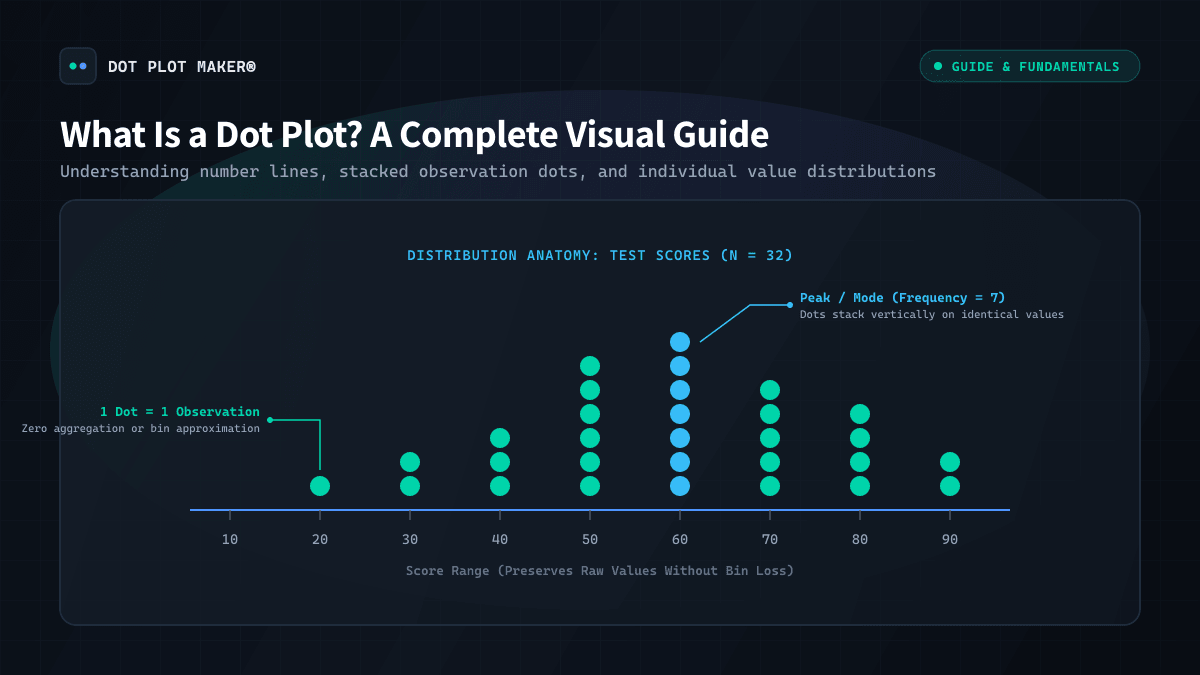 DOT PLOT MAKER®
GUIDE & FUNDAMENTALS
What Is a Dot Plot? A Complete Visual Guide
Understanding number lines, stacked observation dots, and individual value distributions
DISTRIBUTION ANATOMY: TEST SCORES (N = 32)
Peak / Mode (Frequency = 7)
Dots stack vertically on identical values
1 Dot = 1 Observation
Zero aggregation or bin approximation
10 20 30 40 50 60 70 80 90
Score Range (Preserves Raw Values Without Bin Loss)